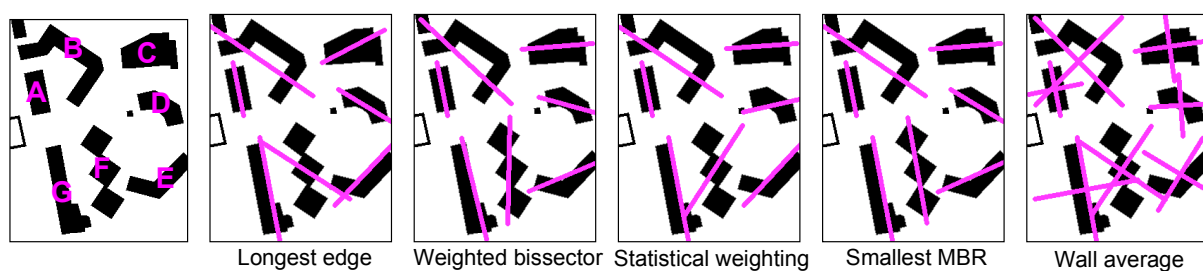 B
C
A
D
F
E
G
Longest edge
Weighted bissector
Statistical weighting
Smallest MBR
Wall average